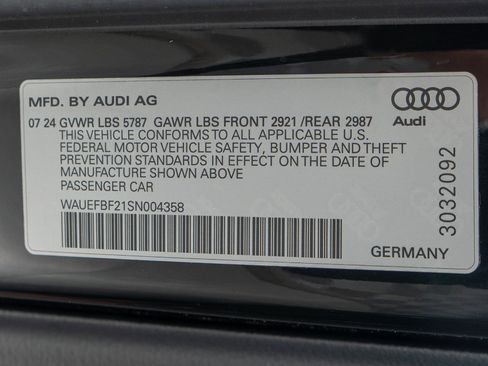 MFD. BY AUDI AG
07 24 GVWR LBS 5787 GAWR LBS FRONT 2921 /REAR 2987
THIS VEHICLE CONFORMS TO ALL APPLICABLE U.S.
FEDERAL MOTOR VEHICLE SAFETY, BUMPER AND THEFT
PREVENTION STANDARDS IN EFFECT ON THE DATE OF
MANUFACTURE SHOWN ABOVE
PASSENGER CAR
WAUEFBF21SN004358
Audi
3032092
GERMANY